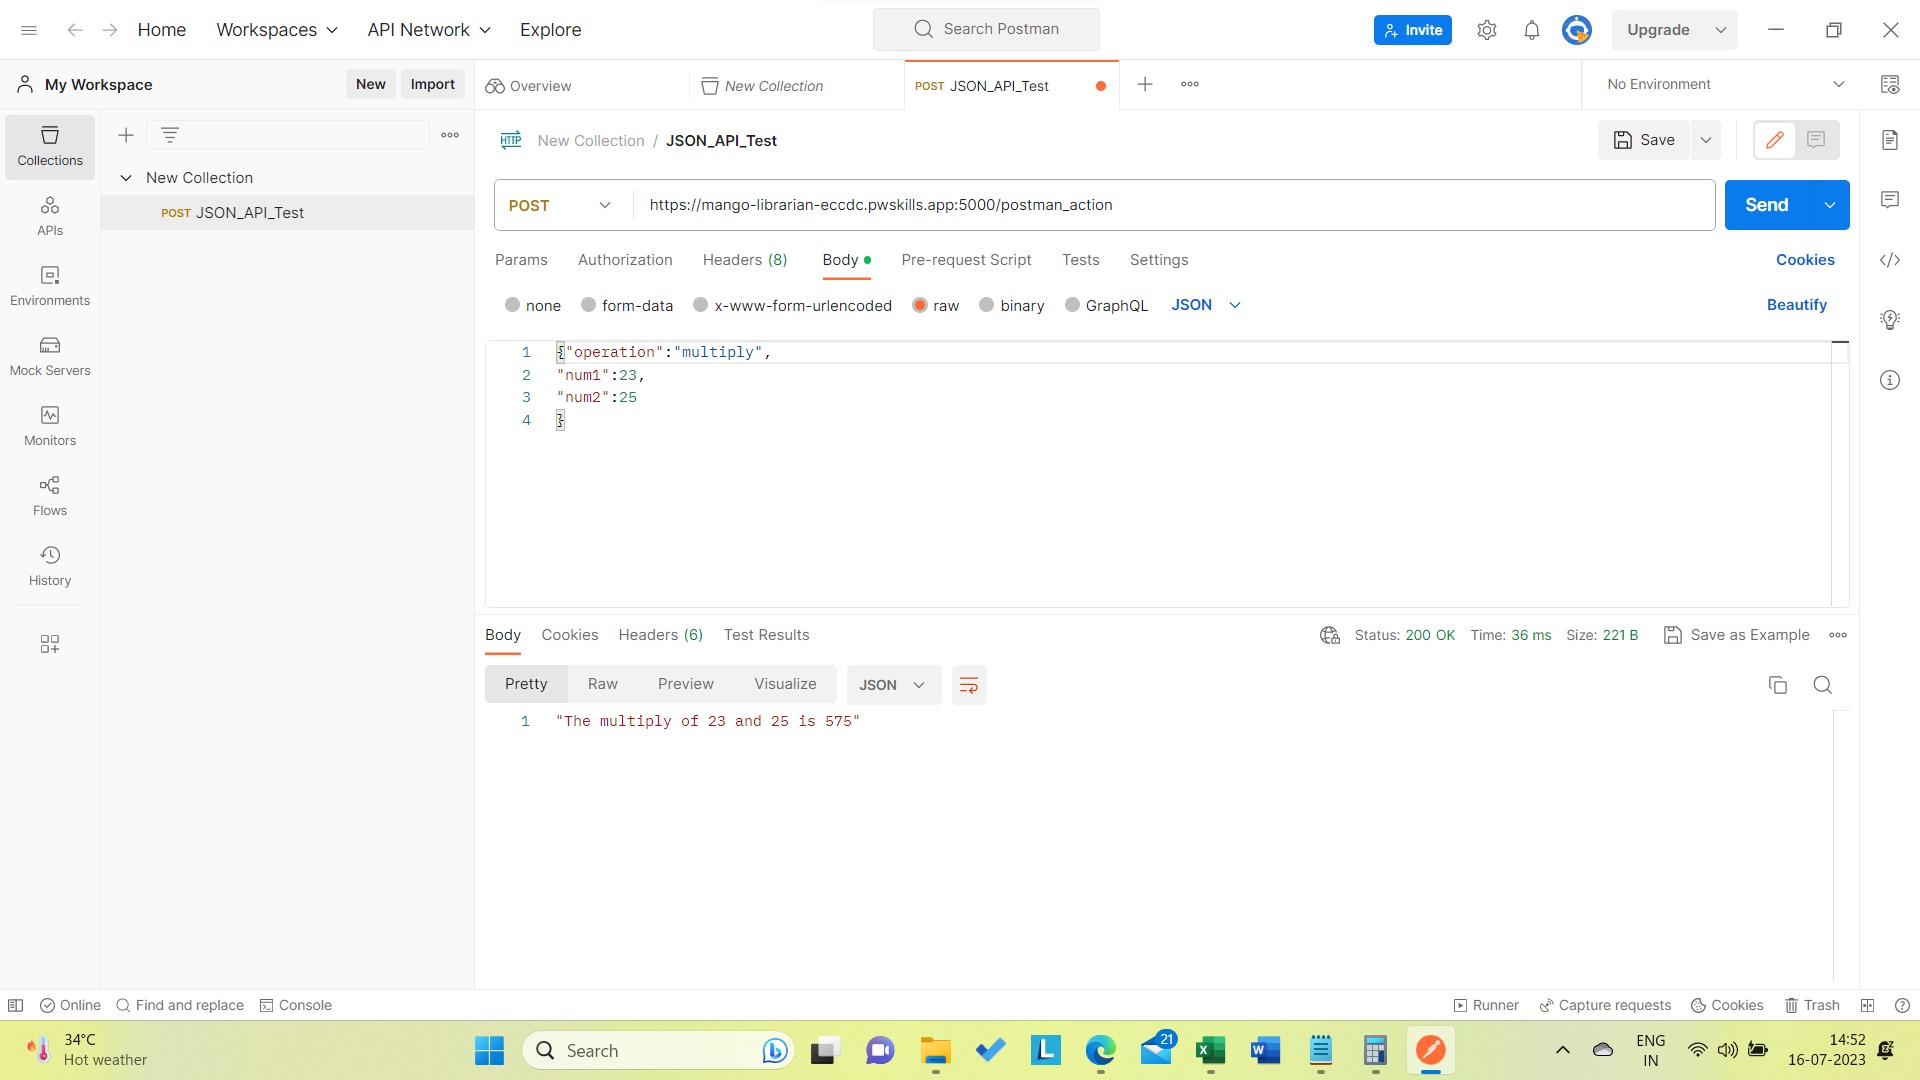 Home Workspaces API Network Explore Search Postman Invite Upgrade
My Workspace New Import Overview New Collection POST JSON_API_Test No Environment
Collections
APIs
Environments
Mock Servers
Monitors
Flows
History
New Collection
POST JSON_API_Test
HTTP New Collection / JSON_API_Test Save
POST https://mango-librarian-eccdc.pwskills.app:5000/postman_action Send
Params Authorization Headers (8) Body Pre-request Script Tests Settings Cookies
none form-data x-www-form-urlencoded raw binary GraphQL JSON Beautify
1 {"operation":"multiply",
2 "num1":23,
3 "num2":25
4 }
Body Cookies Headers (6) Test Results Status: 200 OK Time: 36 ms Size: 221 B Save as Example
Pretty Raw Preview Visualize JSON
1 "The multiply of 23 and 25 is 575"
Online Find and replace Console Runner Capture requests Cookies Trash
34°C
Hot weather
Search
L
21
X
W
ENG
IN
14:52
16-07-2023